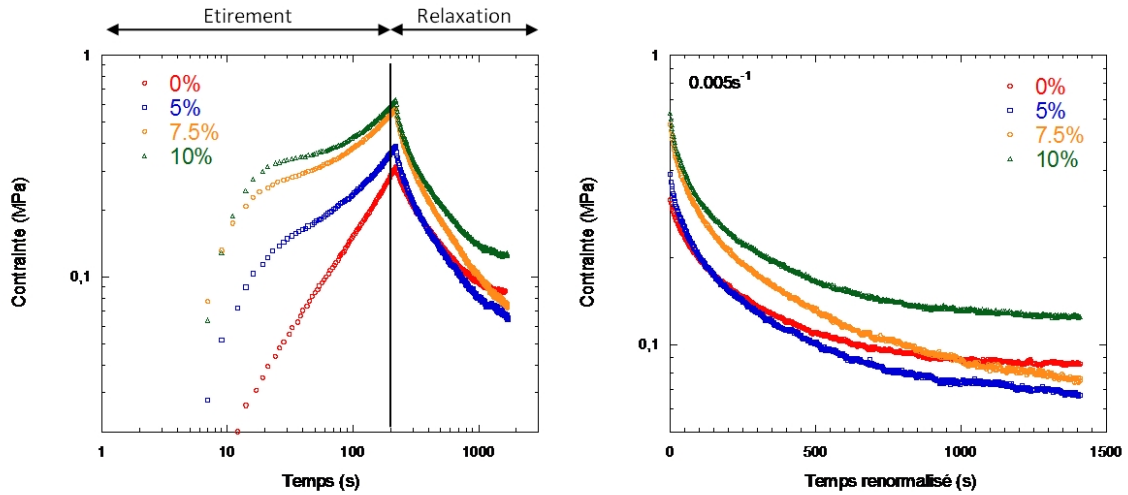 Etirement
Relaxation
1
0%
5%
7.5%
10%
0,1
Contrainte (MPa)
1
10
100
1000
Temps (s)
1
0.005s-1
0%
5%
7.5%
10%
0,1
Contrainte (MPa)
0
500
1000
1500
Temps renormalisé (s)